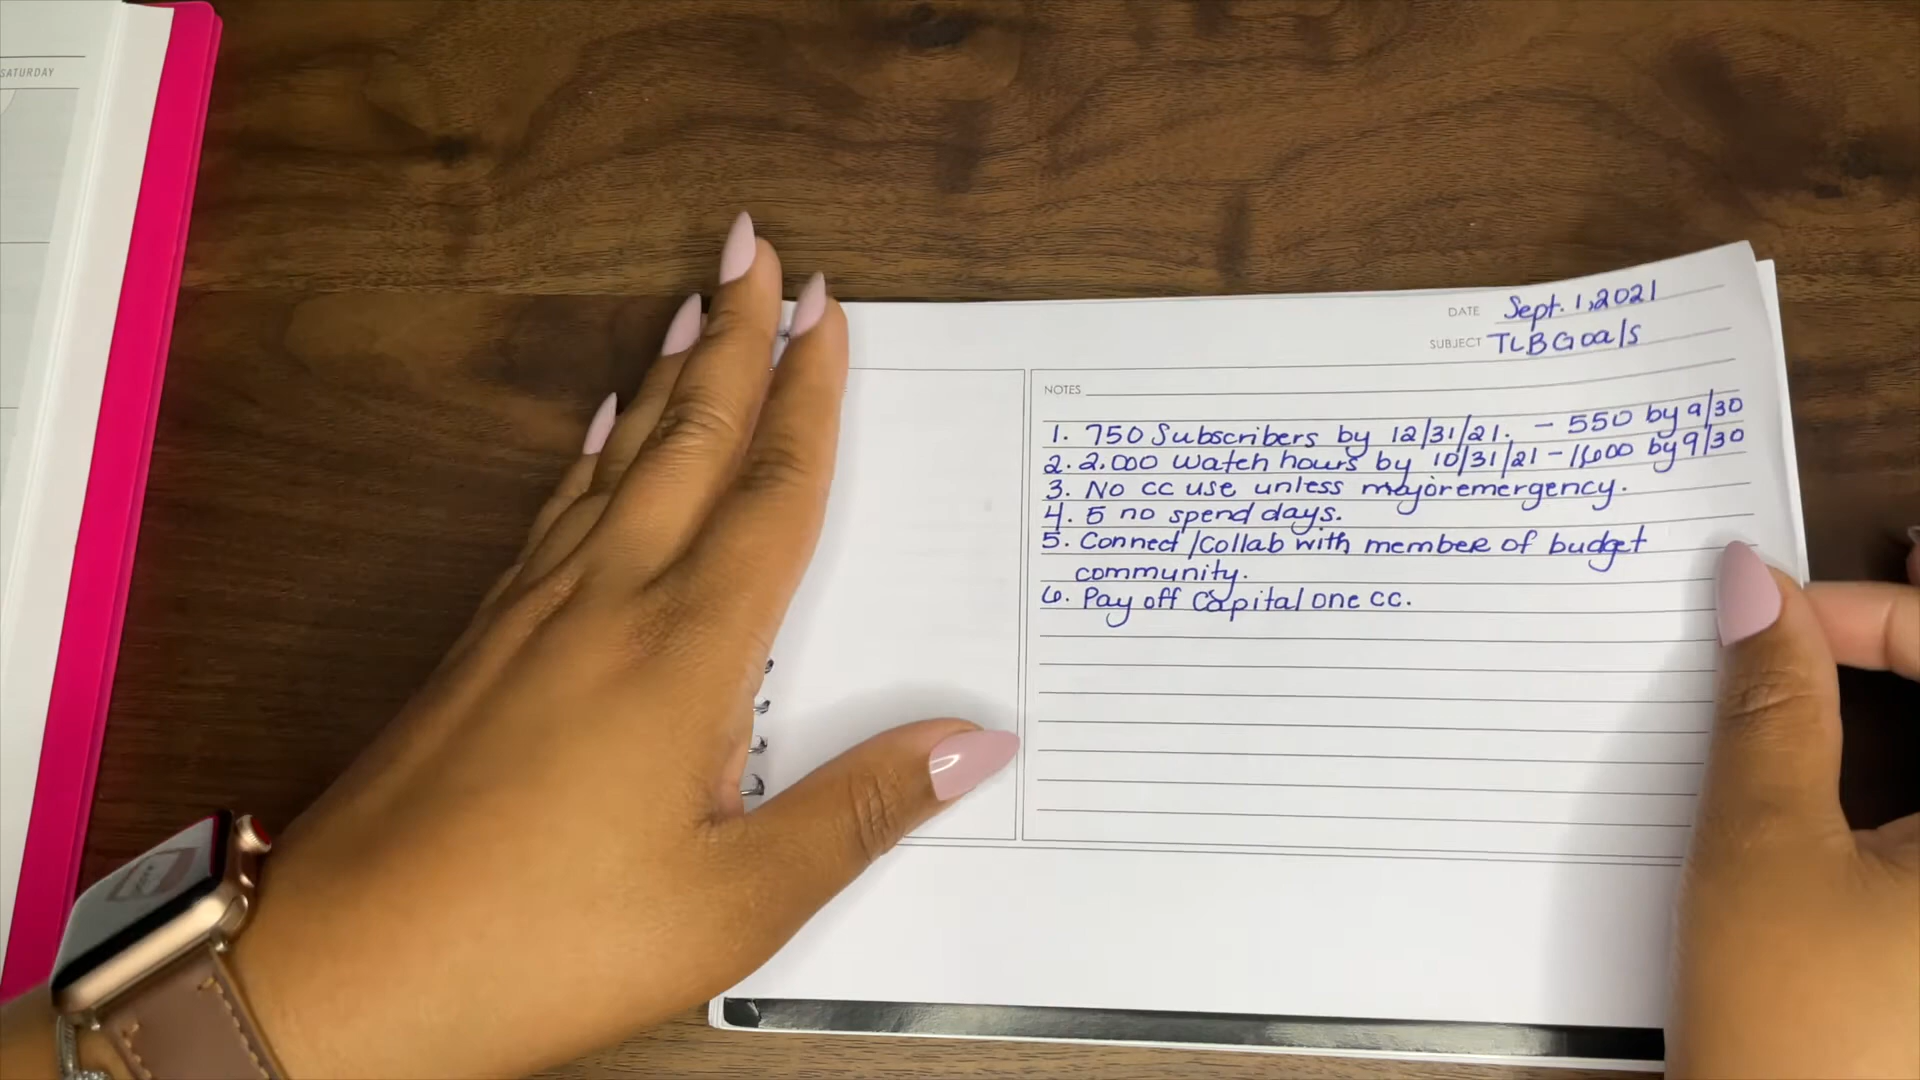 SATURDAY
DATE Sept. 1, 2021
SUBJECT TLB Goals
NOTES
1. 750 Subscribers by 12/31/21. - 550 by 9/30
2. 2,000 watch hours by 10/31/21 - 1600 by 9/30
3. No cc use unless major emergency.
4. 5 no spend days.
5. Connect/collab with member of budget
community.
6. Pay off Capital one cc.